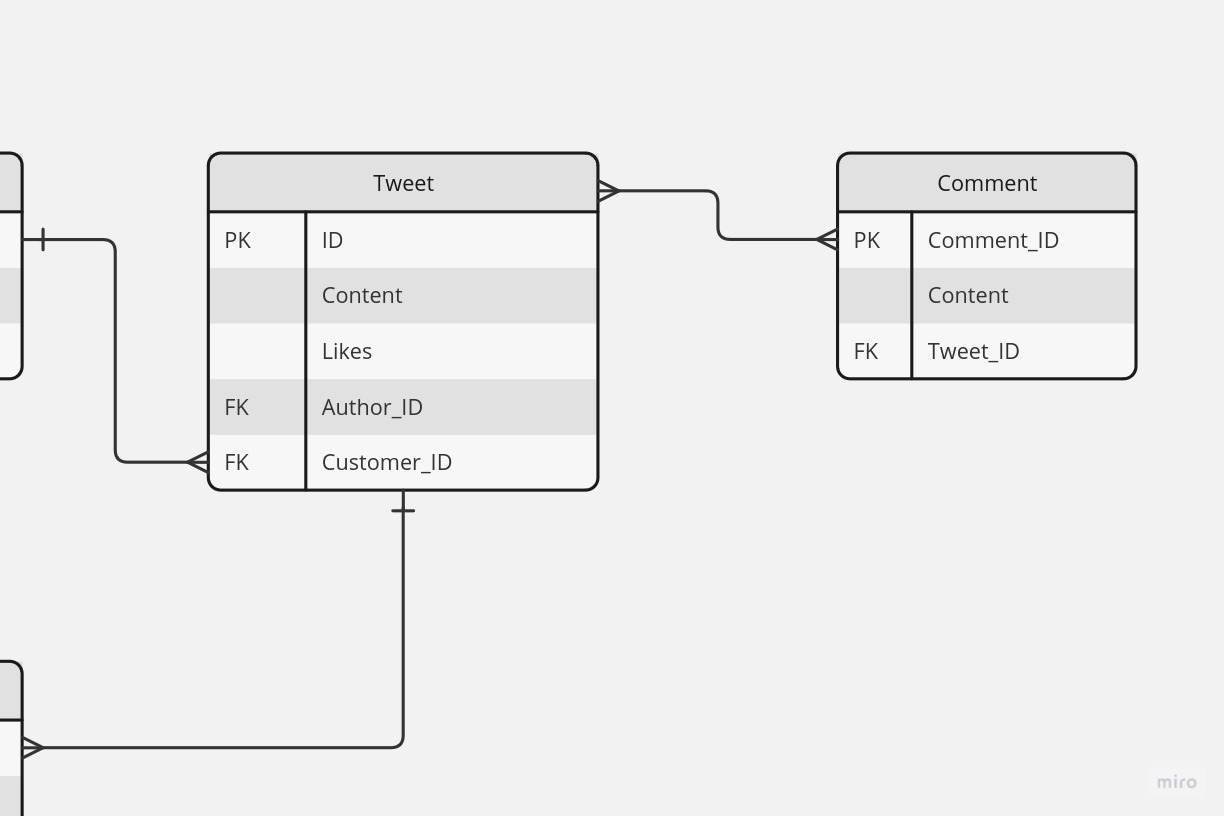 Tweet
PK ID
Content
Likes
FK Author_ID
FK Customer_ID
Comment
PK Comment_ID
Content
FK Tweet_ID
miro